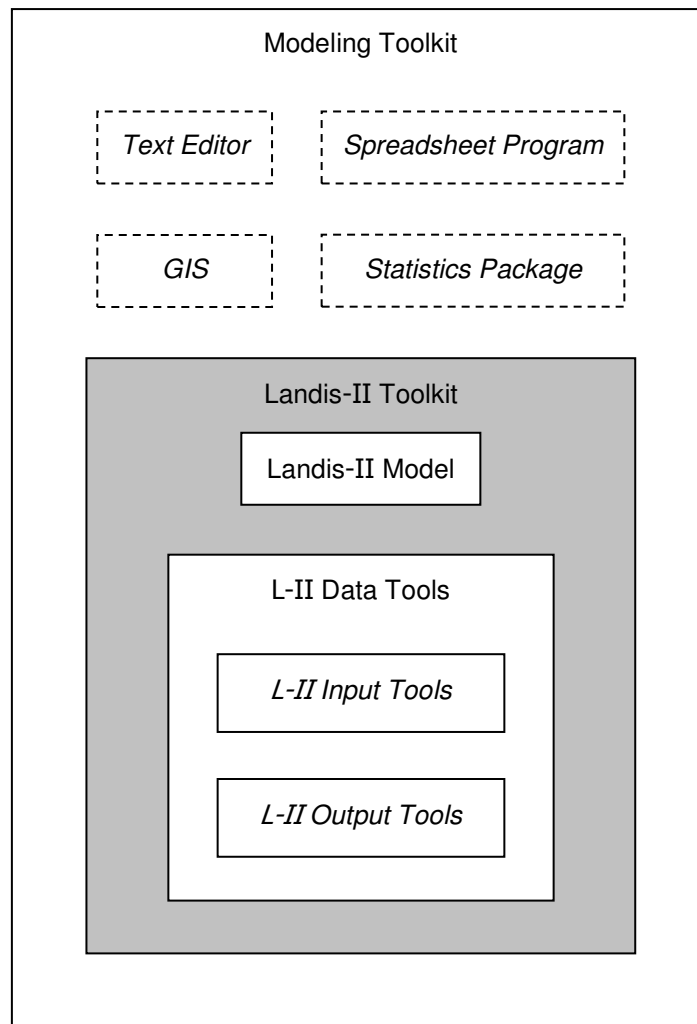 Modeling Toolkit
Text Editor
Spreadsheet Program
GIS
Statistics Package
Landis-II Toolkit
Landis-II Model
L-II Data Tools
L-II Input Tools
L-II Output Tools